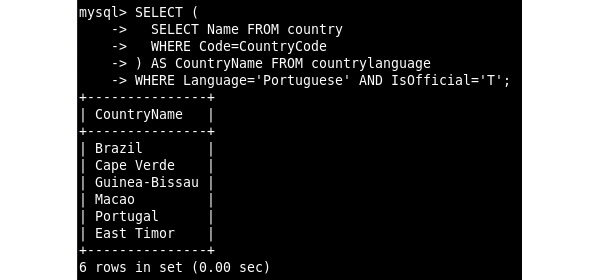 mysql> SELECT (
    ->   SELECT Name FROM country
    ->   WHERE Code=CountryCode
    -> ) AS CountryName FROM countrylanguage
    -> WHERE Language='Portuguese' AND IsOfficial='T';
+---------------+
| CountryName   |
+---------------+
| Brazil        |
| Cape Verde    |
| Guinea-Bissau |
| Macao         |
| Portugal      |
| East Timor    |
+---------------+
6 rows in set (0.00 sec)